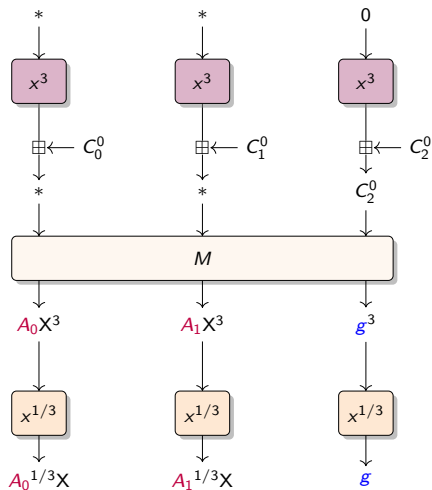 * * 0
x³ x³ x³
⊞ C₀⁰ ⊞ C₁⁰ ⊞ C₂⁰
* * C₂⁰
M
A₀X³ A₁X³ g³
x^{1/3} x^{1/3} x^{1/3}
A₀^{1/3}X A₁^{1/3}X g